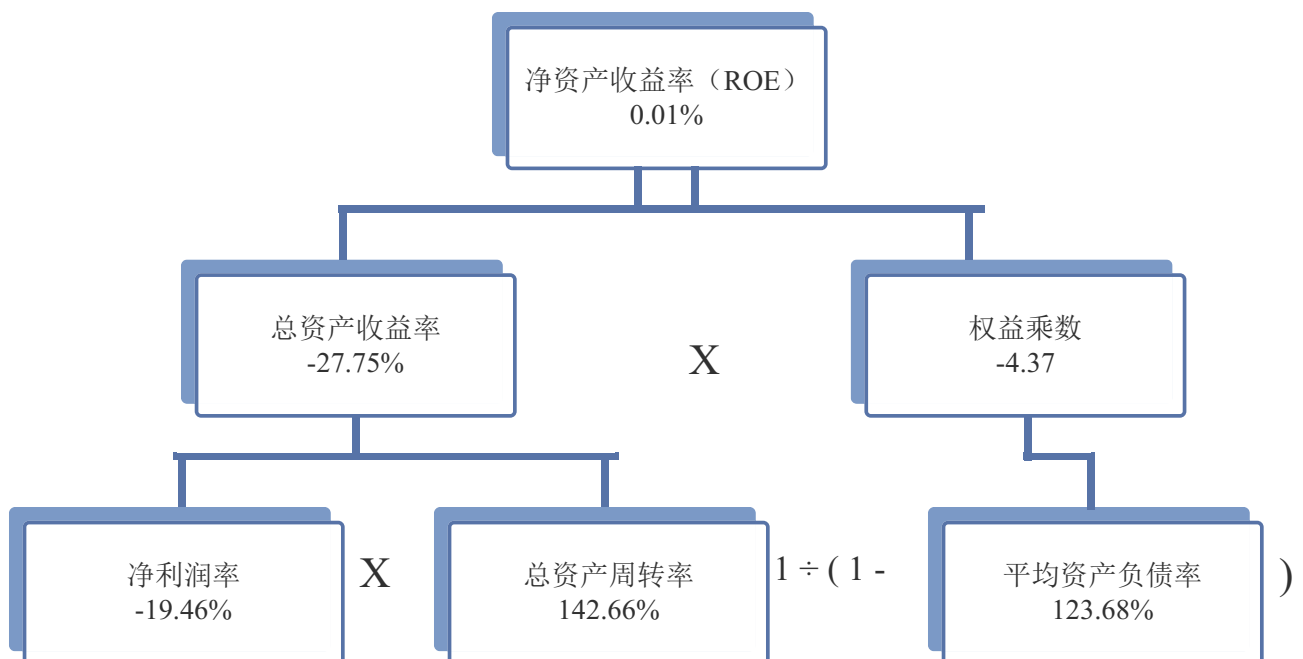 净资产收益率（ROE）
0.01%
总资产收益率
-27.75%
X
权益乘数
-4.37
净利润率
-19.46%
X
总资产周转率
142.66%
1 ÷ ( 1 -
平均资产负债率
123.68%
)